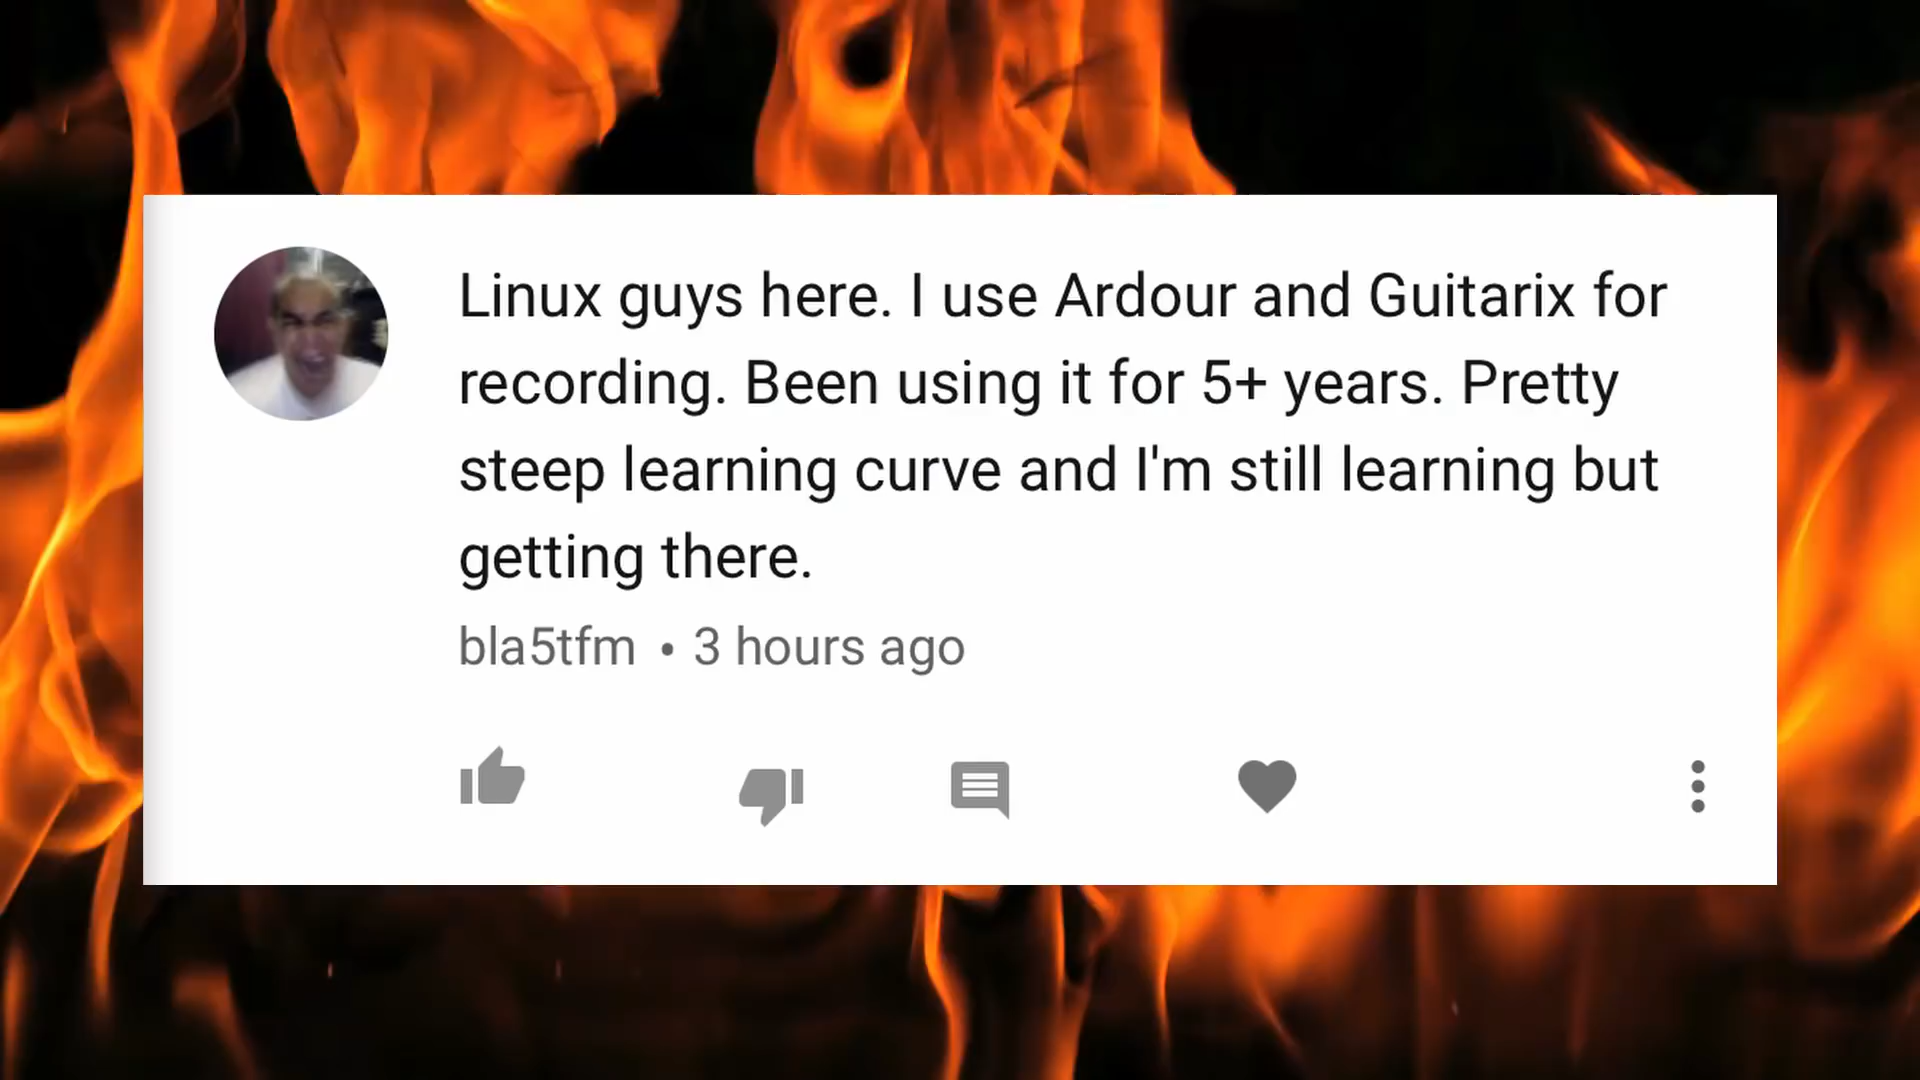 Linux guys here. I use Ardour and Guitarix for
recording. Been using it for 5+ years. Pretty
steep learning curve and I'm still learning but
getting there.
bla5tfm • 3 hours ago